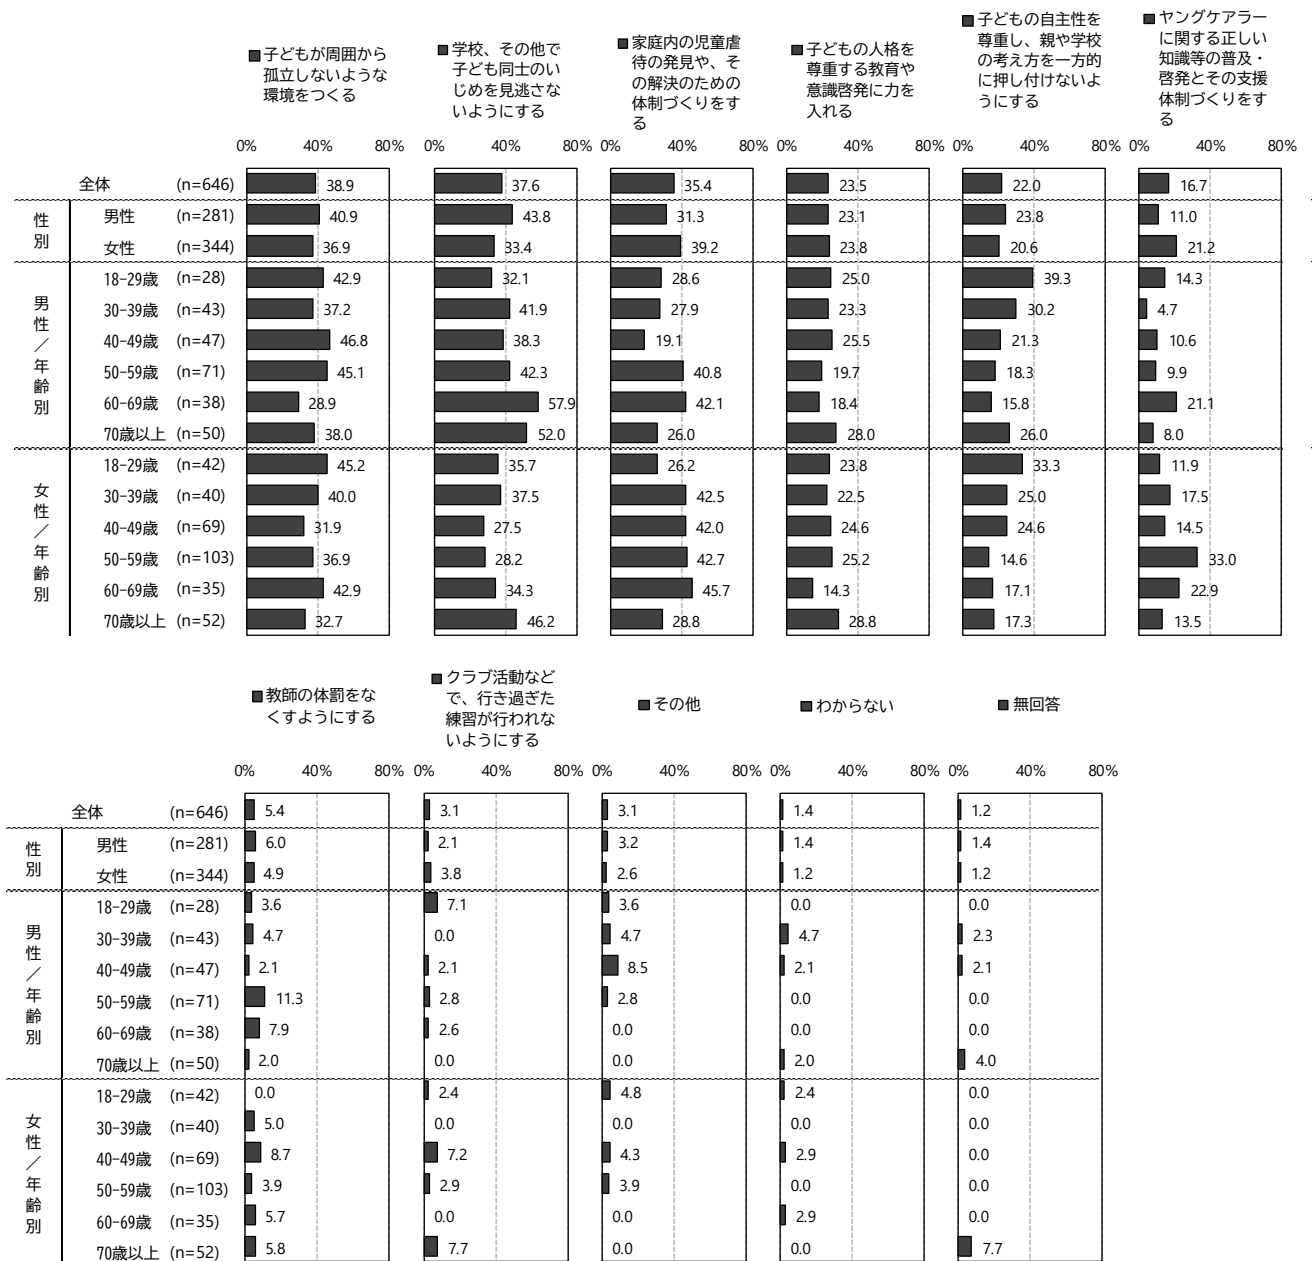 ■子どもが周囲から
孤立しないような
環境をつくる
■学校、その他で
子ども同士のい
じめを見逃さな
いようにする
■家庭内の児童虐
待の発見や、そ
の解決のための
体制づくりをす
る
■子どもの人格を
尊重する教育や
意識啓発に力を
入れる
■子どもの自主性を
尊重し、親や学校
の考え方を一方的
に押し付けないよ
うにする
■ヤングケアラー
に関する正しい
知識等の普及・
啓発とその支援
体制づくりをす
る
0% 40% 80% 0% 40% 80% 0% 40% 80% 0% 40% 80% 0% 40% 80% 0% 40% 80%
全体 (n=646) 38.9 37.6 35.4 23.5 22.0 16.7
性別
男性 (n=281) 40.9 43.8 31.3 23.1 23.8 11.0
女性 (n=344) 36.9 33.4 39.2 23.8 20.6 21.2
男性／年齢別
18-29歳 (n=28) 42.9 32.1 28.6 25.0 39.3 14.3
30-39歳 (n=43) 37.2 41.9 27.9 23.3 30.2 4.7
40-49歳 (n=47) 46.8 38.3 19.1 25.5 21.3 10.6
50-59歳 (n=71) 45.1 42.3 40.8 19.7 18.3 9.9
60-69歳 (n=38) 28.9 57.9 42.1 18.4 15.8 21.1
70歳以上 (n=50) 38.0 52.0 26.0 28.0 26.0 8.0
女性／年齢別
18-29歳 (n=42) 45.2 35.7 26.2 23.8 33.3 11.9
30-39歳 (n=40) 40.0 37.5 42.5 22.5 25.0 17.5
40-49歳 (n=69) 31.9 27.5 42.0 24.6 24.6 14.5
50-59歳 (n=103) 36.9 28.2 42.7 25.2 14.6 33.0
60-69歳 (n=35) 42.9 34.3 45.7 14.3 17.1 22.9
70歳以上 (n=52) 32.7 46.2 28.8 28.8 17.3 13.5
■教師の体罰をな
くすようにする
■クラブ活動など
で、行き過ぎた
練習が行われな
いようにする
■その他
■わからない
■無回答
0% 40% 80% 0% 40% 80% 0% 40% 80% 0% 40% 80% 0% 40% 80%
全体 (n=646) 5.4 3.1 3.1 1.4 1.2
性別
男性 (n=281) 6.0 2.1 3.2 1.4 1.4
女性 (n=344) 4.9 3.8 2.6 1.2 1.2
男性／年齢別
18-29歳 (n=28) 3.6 7.1 3.6 0.0 0.0
30-39歳 (n=43) 4.7 0.0 4.7 4.7 2.3
40-49歳 (n=47) 2.1 2.1 8.5 2.1 2.1
50-59歳 (n=71) 11.3 2.8 2.8 0.0 0.0
60-69歳 (n=38) 7.9 2.6 0.0 0.0 0.0
70歳以上 (n=50) 2.0 0.0 0.0 2.0 4.0
女性／年齢別
18-29歳 (n=42) 0.0 2.4 4.8 2.4 0.0
30-39歳 (n=40) 5.0 0.0 0.0 0.0 0.0
40-49歳 (n=69) 8.7 7.2 4.3 2.9 0.0
50-59歳 (n=103) 3.9 2.9 3.9 0.0 0.0
60-69歳 (n=35) 5.7 0.0 0.0 2.9 0.0
70歳以上 (n=52) 5.8 7.7 0.0 0.0 7.7